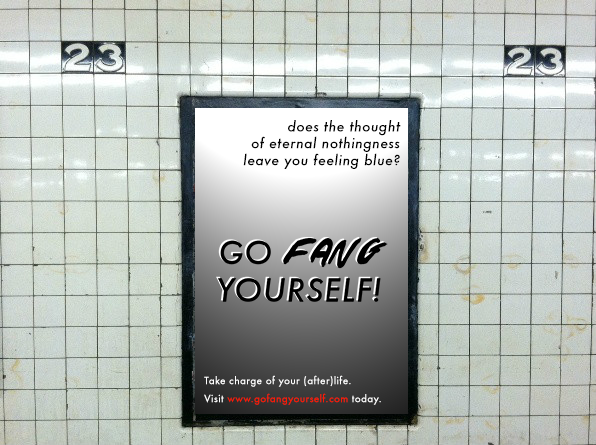 23
23
does the thought
of eternal nothingness
leave you feeling blue?
GO FANG
YOURSELF!
Take charge of your (after)life.
Visit www.gofangyourself.com today.